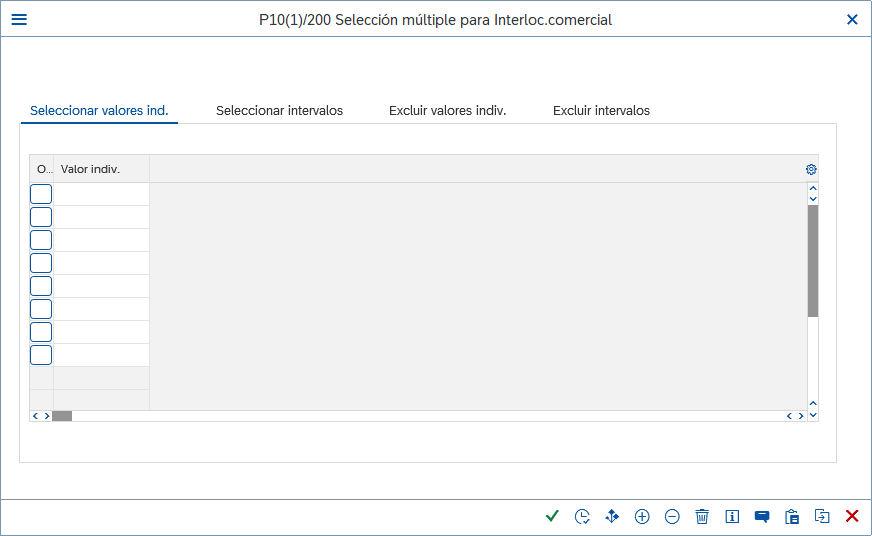 P10(1)/200 Selección múltiple para Interloc.comercial
Seleccionar valores ind. Seleccionar intervalos Excluir valores indiv. Excluir intervalos
O... Valor indiv.